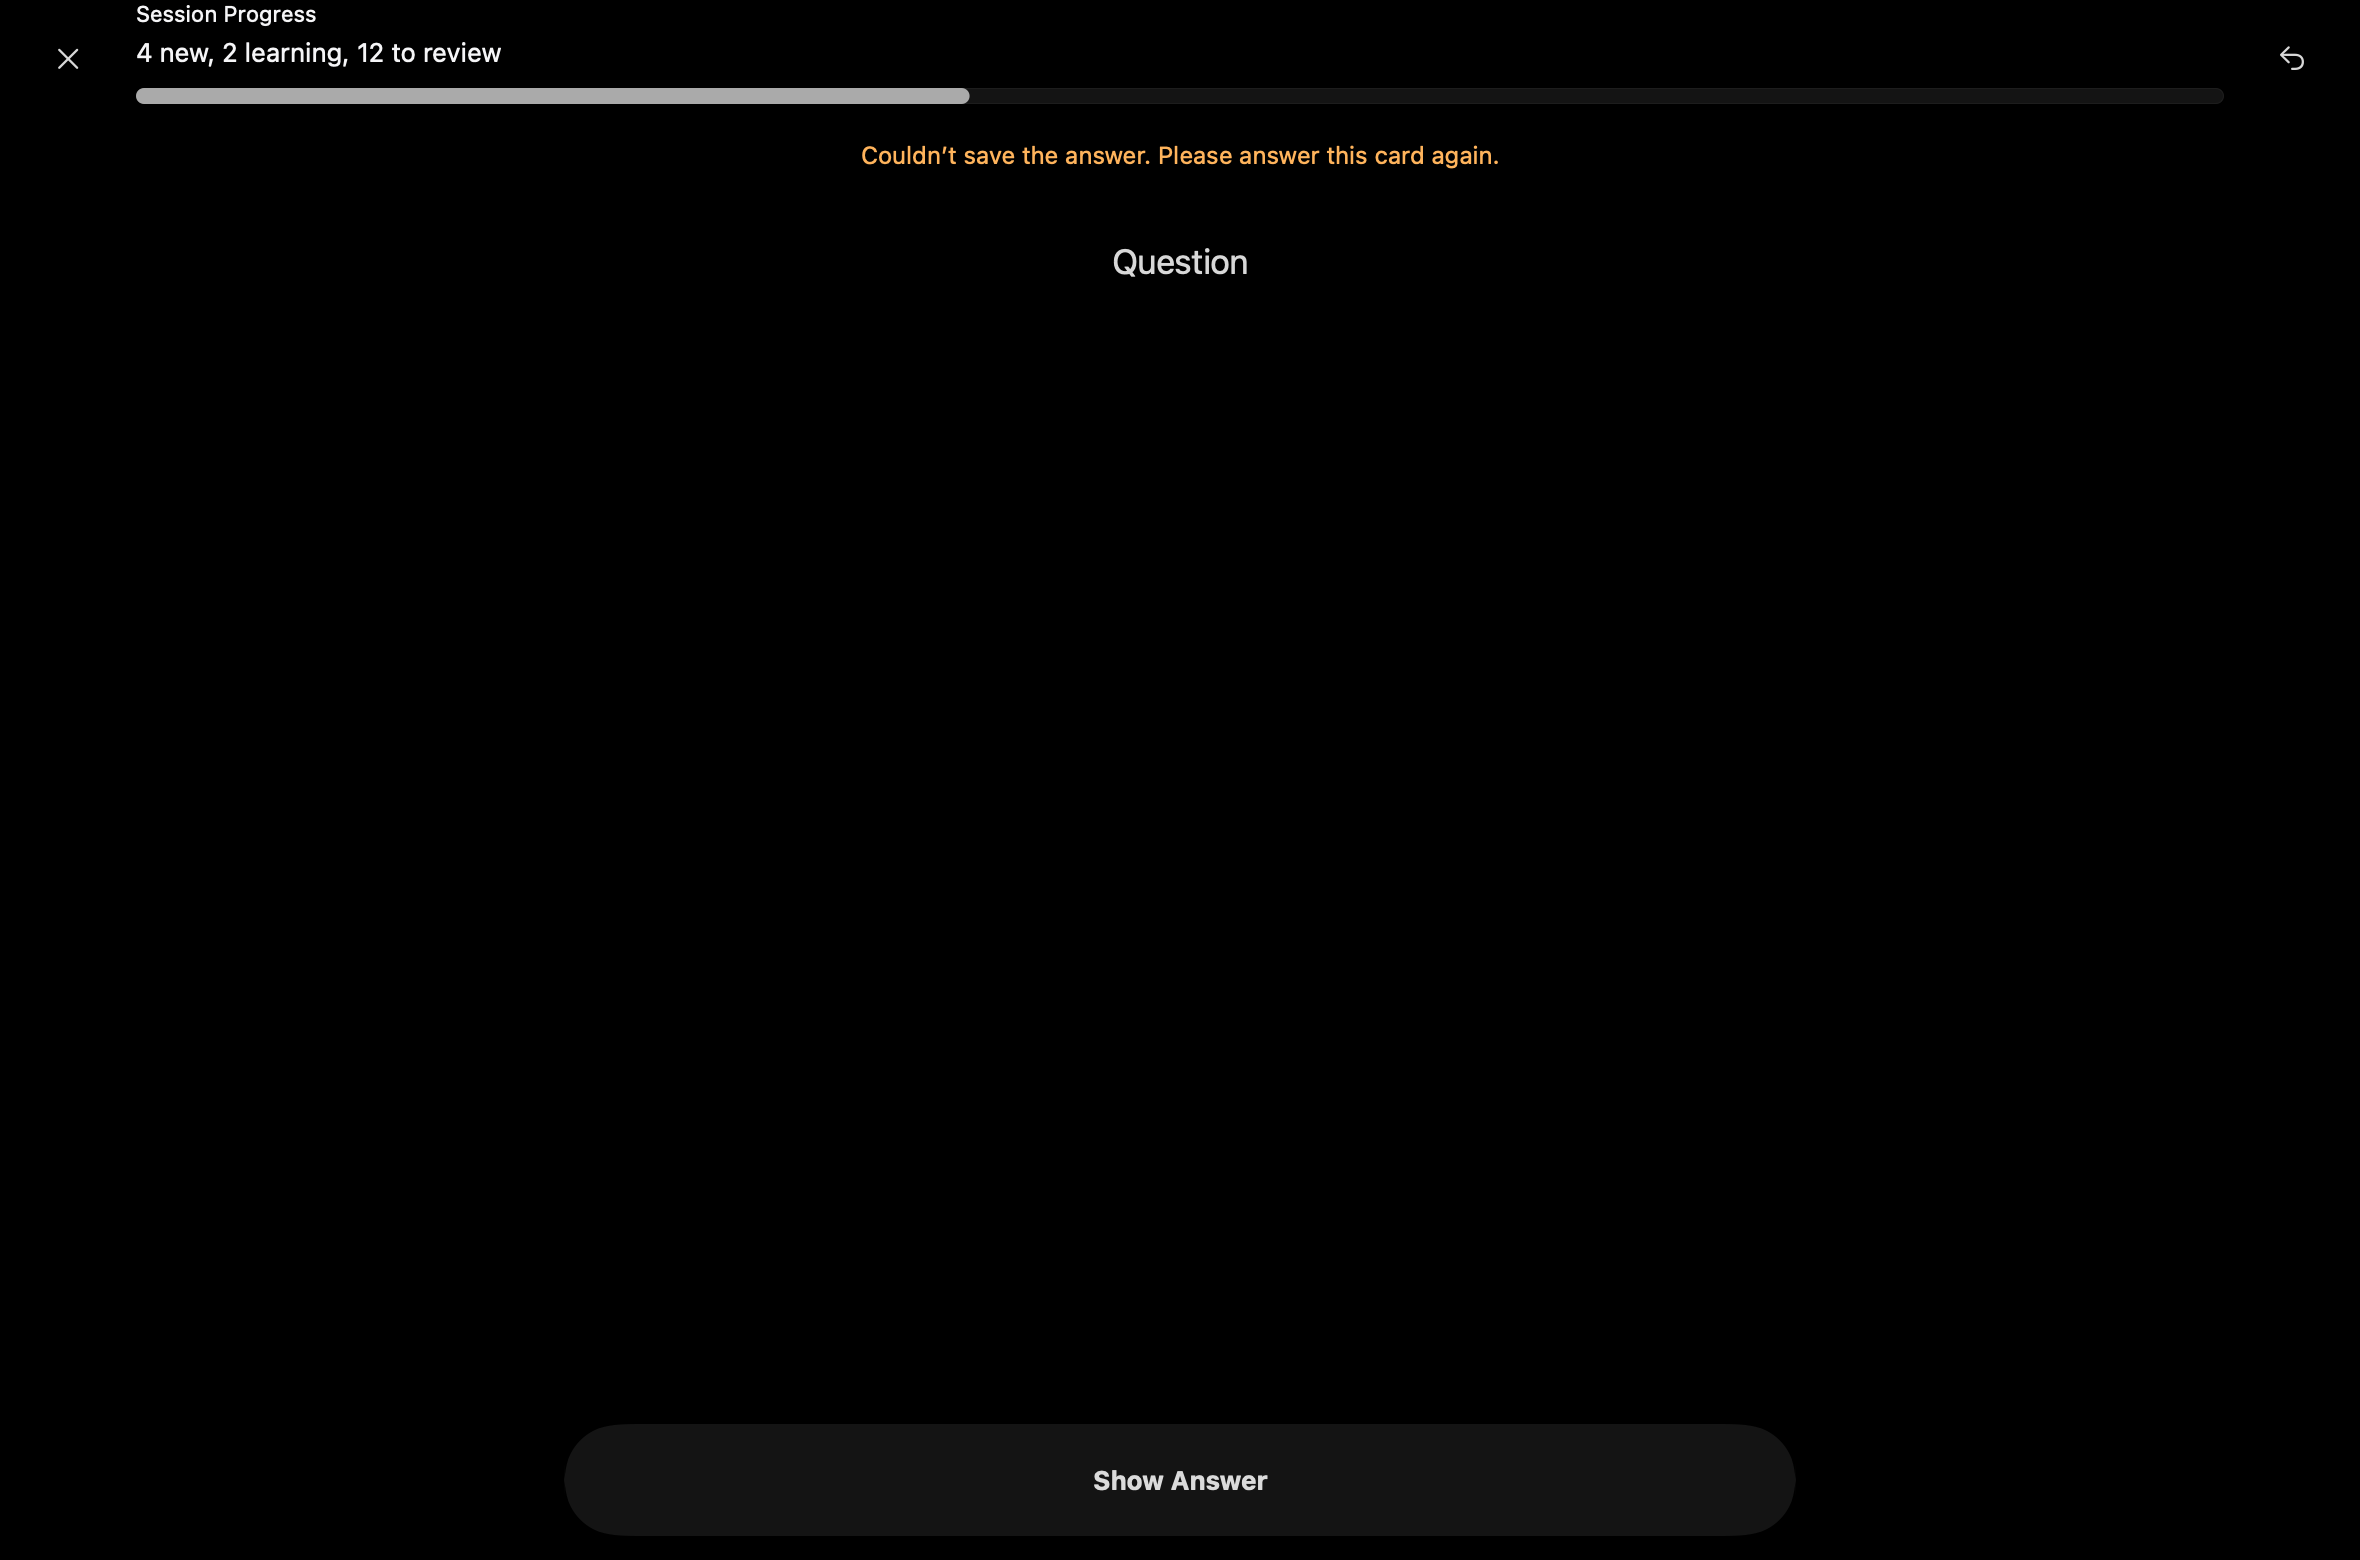 Session Progress
4 new, 2 learning, 12 to review
Couldn’t save the answer. Please answer this card again.
Question
Show Answer